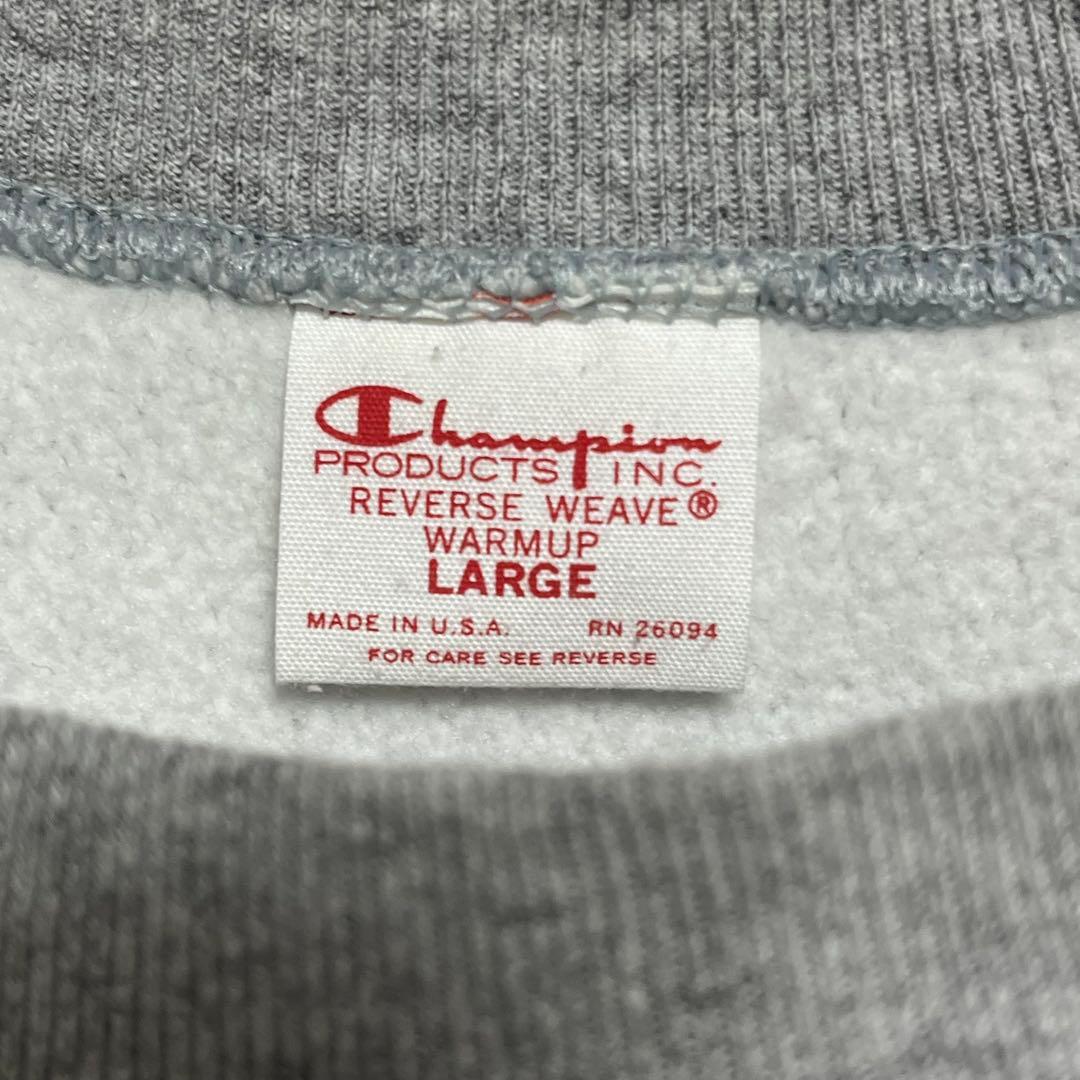 Champion
PRODUCTS INC.
REVERSE WEAVE®
WARMUP
LARGE
MADE IN U.S.A. RN 26094
FOR CARE SEE REVERSE